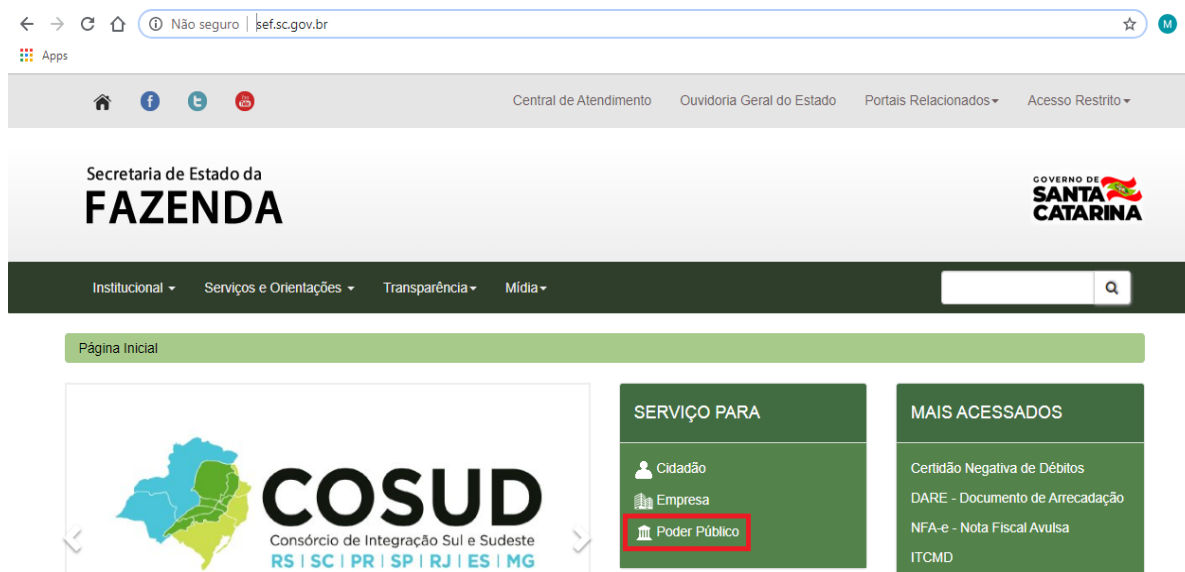 Não seguro | sef.sc.gov.br
M
Apps
Central de Atendimento Ouvidoria Geral do Estado Portais Relacionados Acesso Restrito
Secretaria de Estado da
FAZENDA
GOVERNO DE
SANTA
CATARINA
Institucional Serviços e Orientações Transparência Mídia
Página Inicial
COSUD
Consórcio de Integração Sul e Sudeste
RS | SC | PR | SP | RJ | ES | MG
SERVIÇO PARA
Cidadão
Empresa
Poder Público
MAIS ACESSADOS
Certidão Negativa de Débitos
DARE - Documento de Arrecadação
NFA-e - Nota Fiscal Avulsa
ITCMD